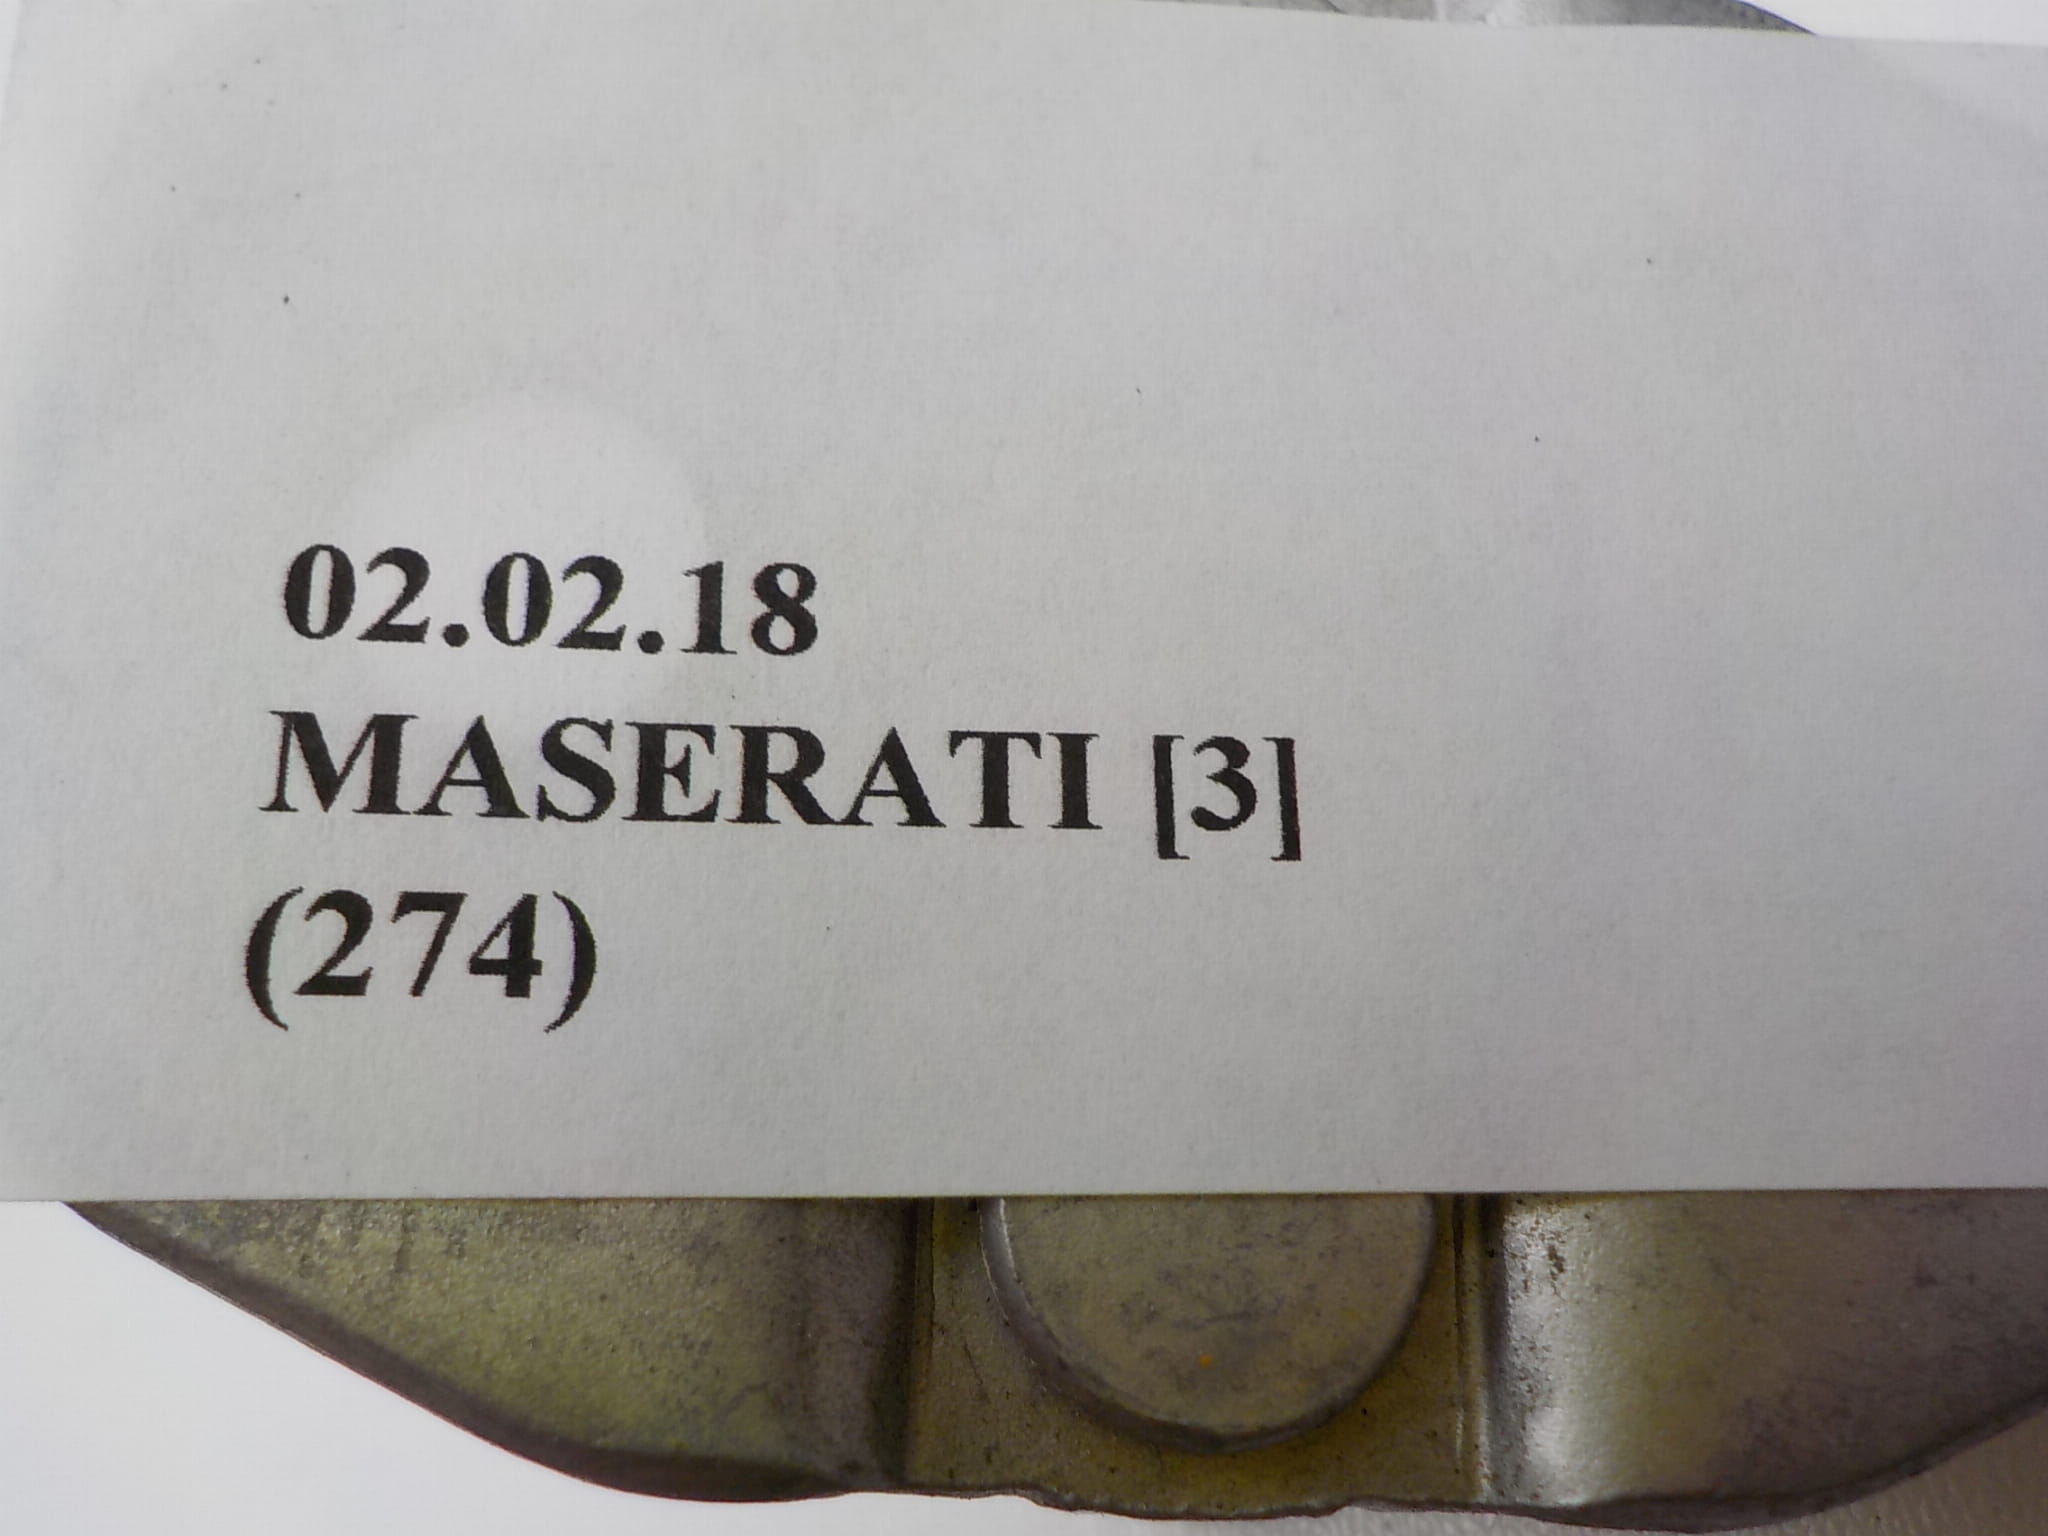 02.02.18
MASERATI [3]
(274)